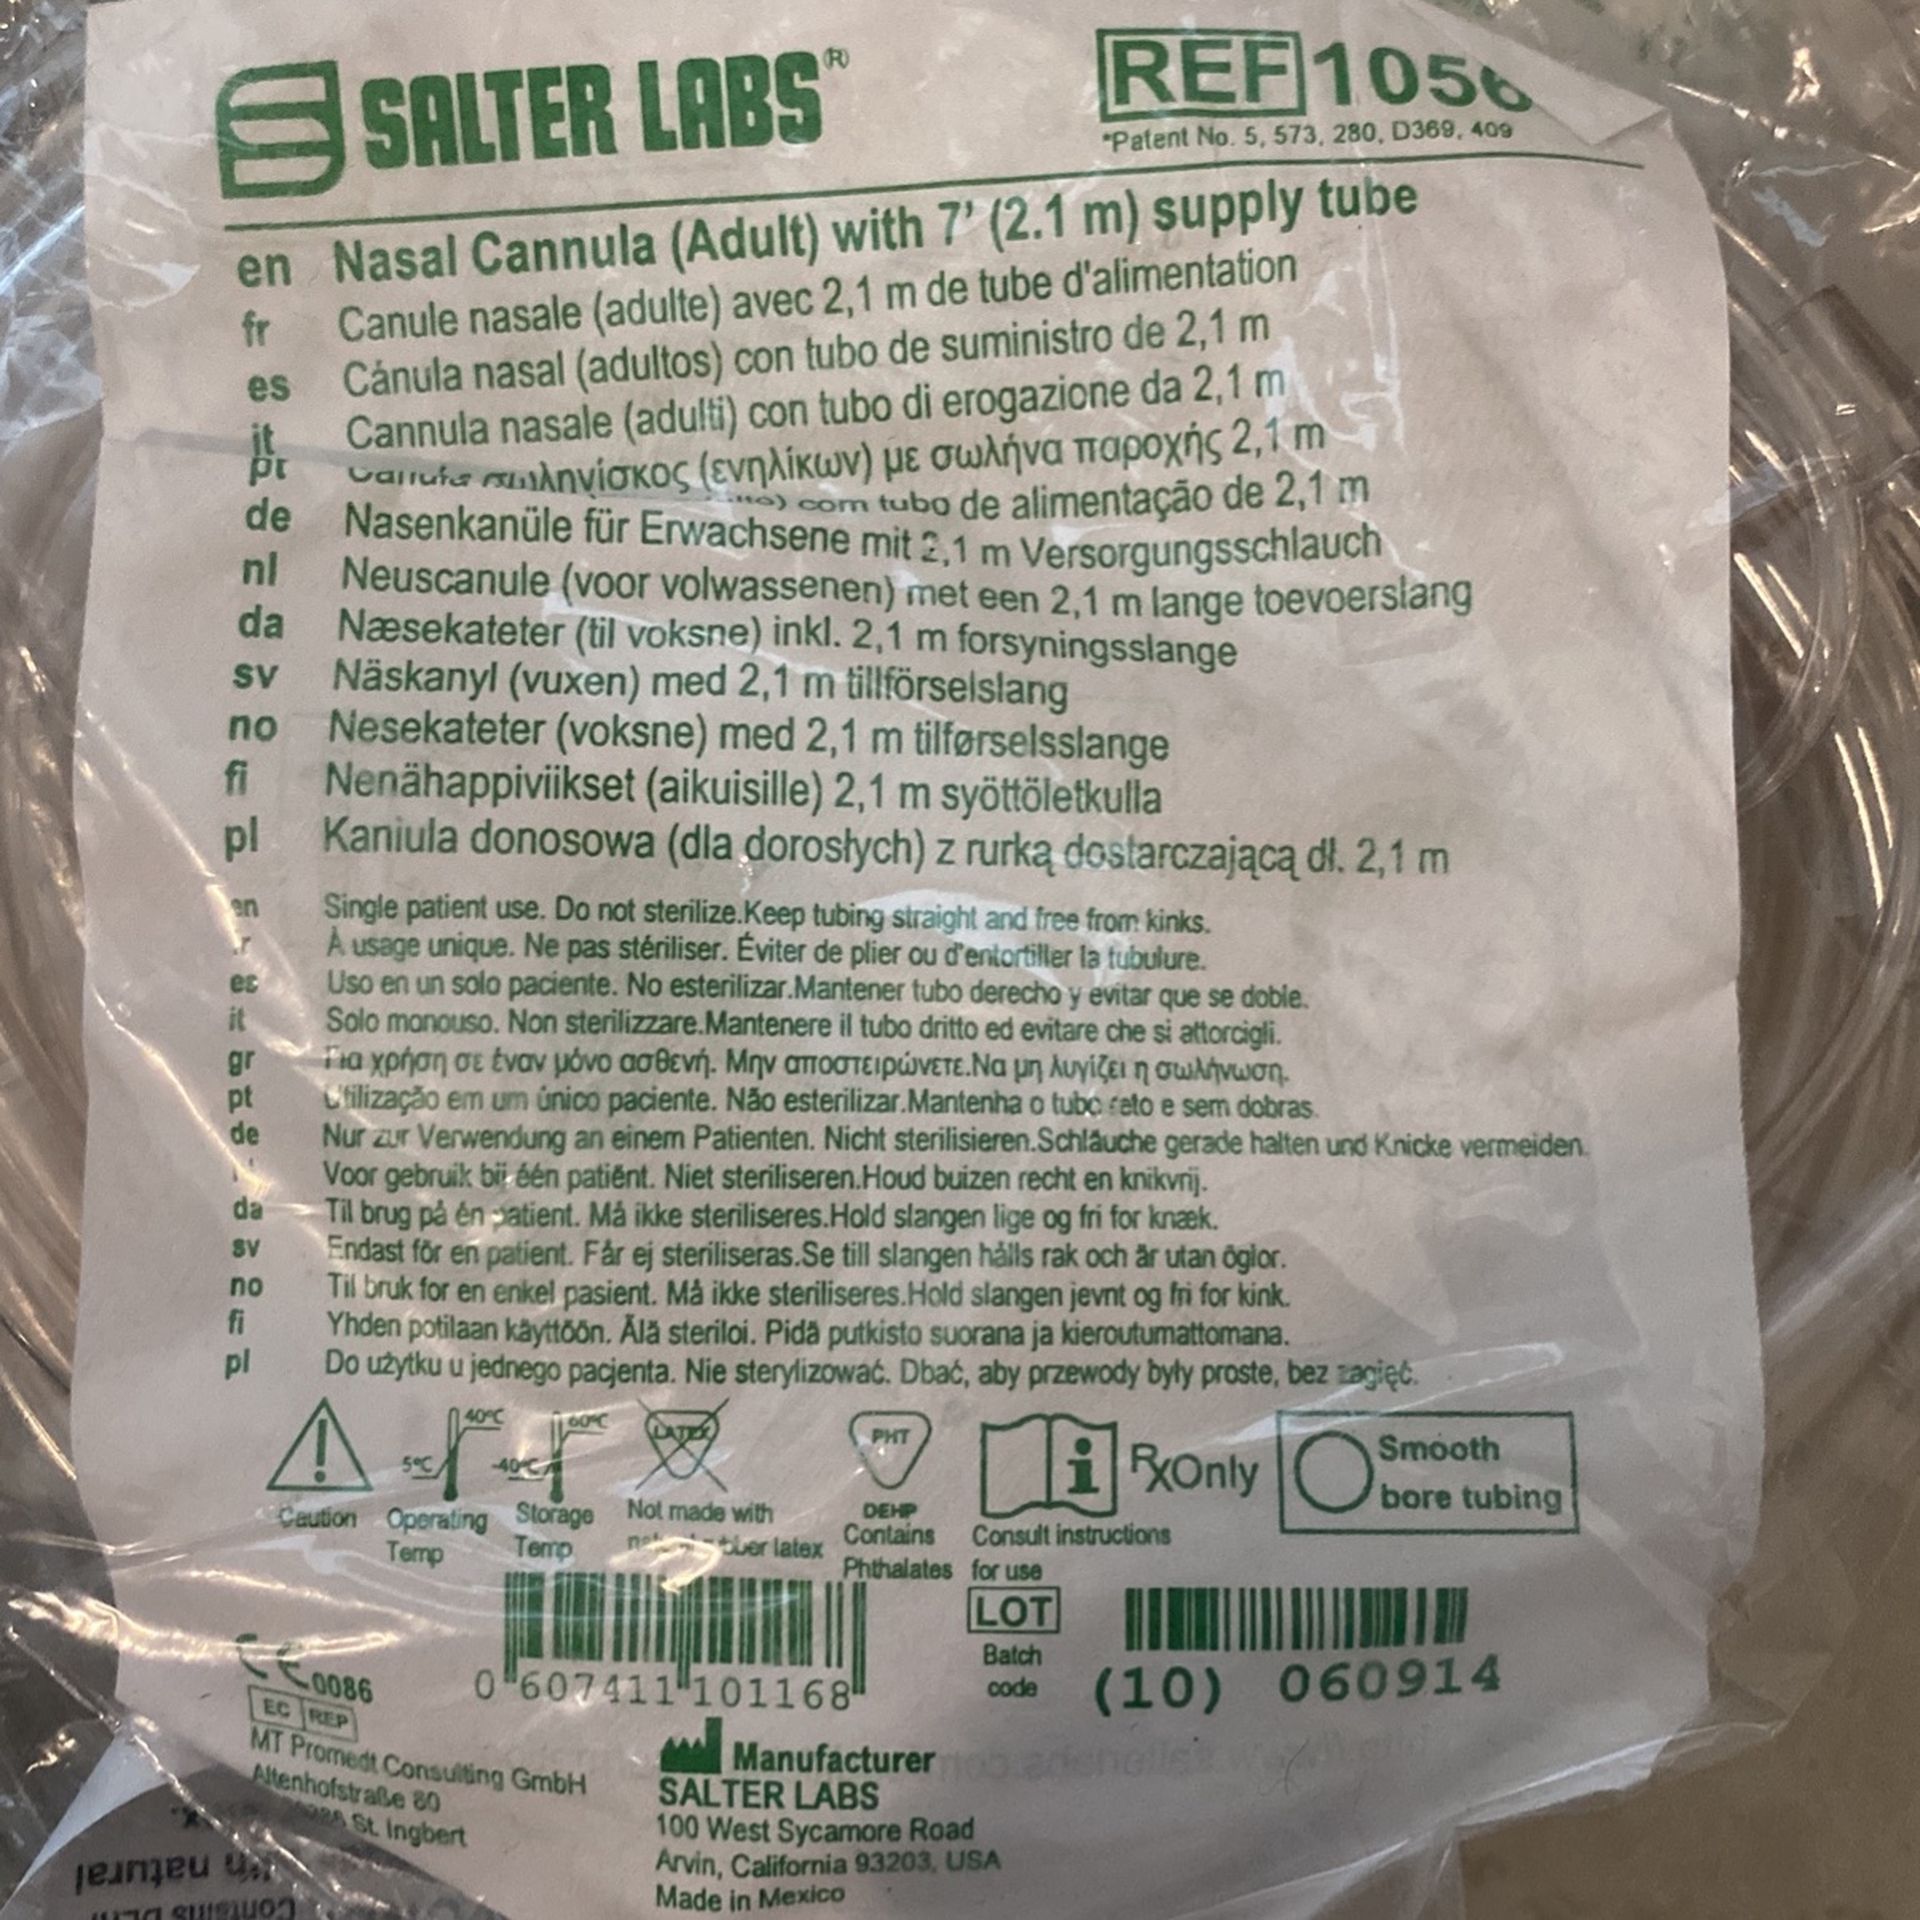 SALTER LABS®
REF 1056
*Patent No. 5, 573, 280, D369, 409
en Nasal Cannula (Adult) with 7' (2.1 m) supply tube
fr Canule nasale (adulte) avec 2,1 m de tube d'alimentation
es Cánula nasal (adultos) con tubo de suministro de 2,1 m
it Cannula nasale (adulti) con tubo di erogazione da 2,1 m
σωληνίσκος (ενηλίκων) με σωλήνα παροχής 2,1 m
pt com tubo de alimentação de 2,1 m
de Nasenkanüle für Erwachsene mit 2,1 m Versorgungsschlauch
nl Neuscanule (voor volwassenen) met een 2,1 m lange toevoerslang
da Næsekateter (til voksne) inkl. 2,1 m forsyningsslange
sv Näskanyl (vuxen) med 2,1 m tillförselslang
no Nesekateter (voksne) med 2,1 m tilførselsslange
fi Nenähappiviikset (aikuisille) 2,1 m syöttöletkulla
pl Kaniula donosowa (dla dorosłych) z rurką dostarczającą dł. 2,1 m
en Single patient use. Do not sterilize.Keep tubing straight and free from kinks.
À usage unique. Ne pas stériliser. Éviter de plier ou d'entortiller la tubulure.
es Uso en un solo paciente. No esterilizar.Mantener tubo derecho y evitar que se doble.
it Solo monouso. Non sterilizzare.Mantenere il tubo dritto ed evitare che si attorcigli.
gr Για χρήση σε έναν μόνο ασθενή. Μην αποστειρώνετε.Να μη λυγίζει η σωλήνωση.
pt Utilização em um único paciente. Não esterilizar.Mantenha o tubo reto e sem dobras.
de Nur zur Verwendung an einem Patienten. Nicht sterilisieren.Schläuche gerade halten und Knicke vermeiden.
Voor gebruik bij één patiënt. Niet steriliseren.Houd buizen recht en knikvrij.
da Til brug på én patient. Må ikke steriliseres.Hold slangen lige og fri for knæk.
sv Endast för en patient. Får ej steriliseras.Se till slangen hålls rak och är utan öglor.
no Til bruk for en enkel pasient. Må ikke steriliseres.Hold slangen jevnt og fri for kink.
fi Yhden potilaan käyttöön. Älä steriloi. Pidä putkisto suorana ja kieroutumattomana.
pl Do użytku u jednego pacjenta. Nie sterylizować. Dbać, aby przewody były proste, bez zagięć.
5°C 40°C
-40°C 60°C
LATEX
PHT
RxOnly
Smooth
bore tubing
Caution
Operating
Temp
Storage
Temp
Not made with
natural rubber latex
DEHP
Contains
Phthalates
Consult instructions
for use
LOT
Batch
code
(10) 060914
0 607411 101168
CE 0086
EC REP
MT Promedt Consulting GmbH
Altenhofstraße 80
St. Ingbert
Manufacturer
SALTER LABS
100 West Sycamore Road
Arvin, California 93203, USA
Made in Mexico
natural
Contains